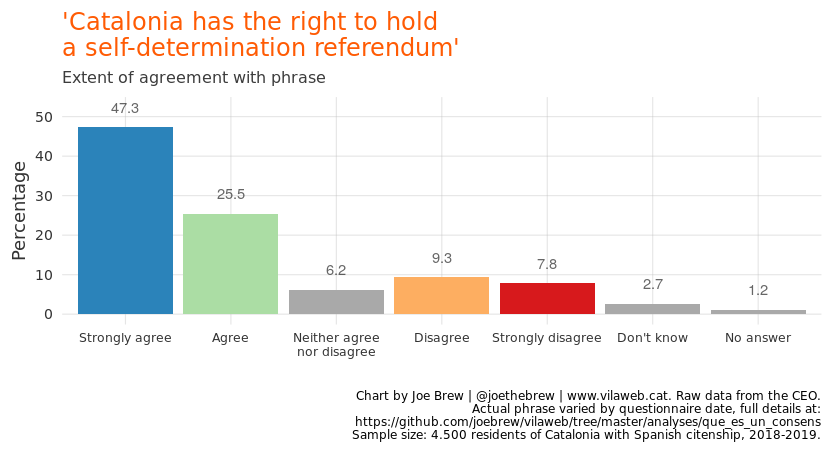 'Catalonia has the right to hold
a self-determination referendum'
Extent of agreement with phrase
Percentage
50
40
30
20
10
0
47.3
25.5
6.2
9.3
7.8
2.7
1.2
Strongly agree
Agree
Neither agree
nor disagree
Disagree
Strongly disagree
Don't know
No answer
Chart by Joe Brew | @joethebrew | www.vilaweb.cat. Raw data from the CEO.
Actual phrase varied by questionnaire date, full details at:
https://github.com/joebrew/vilaweb/tree/master/analyses/que_es_un_consens
Sample size: 4.500 residents of Catalonia with Spanish citenship, 2018-2019.